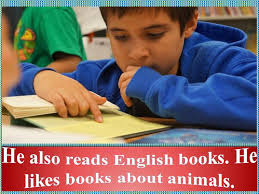 He also reads English books. He
likes books about animals.